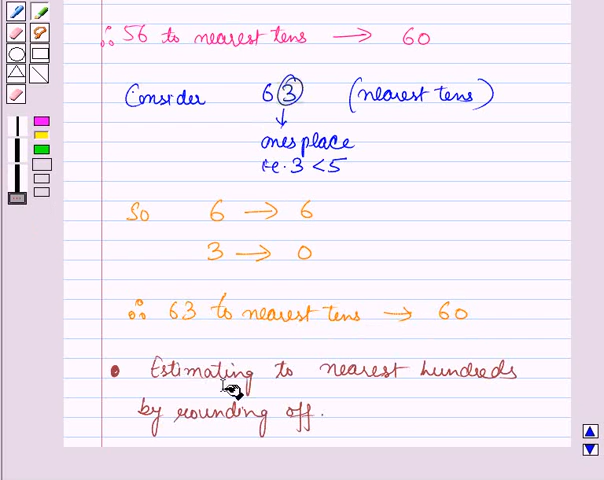 ∴ 56 to nearest tens → 60
Consider 63 (nearest tens)
↓
ones place
i.e. 3 < 5
So 6 → 6
3 → 0
∴ 63 to nearest tens → 60
• Estimating to nearest hundreds
by rounding off.